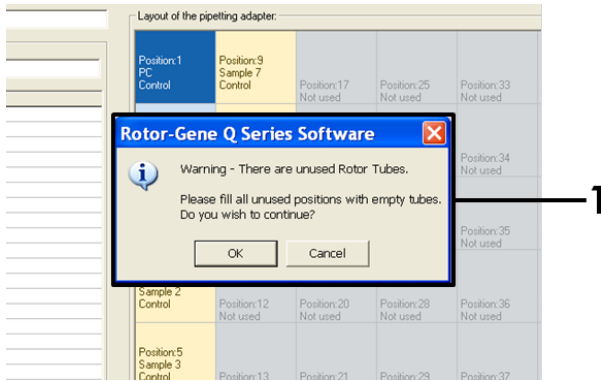 Layout of the pipetting adapter:
Position:1
PC
Control
Position:9
Sample 7
Control
Position:17
Not used
Position:25
Not used
Position:33
Not used
Rotor-Gene Q Series Software
Warning - There are unused Rotor Tubes.
Please fill all unused positions with empty tubes.
Do you wish to continue?
OK
Cancel
1
Position:34
Not used
Position:35
Not used
Sample 2
Control
Position:12
Not used
Position:20
Not used
Position:28
Not used
Position:36
Not used
Position:5
Sample 3
Control
Position:13
Position:21
Position:29
Position:37